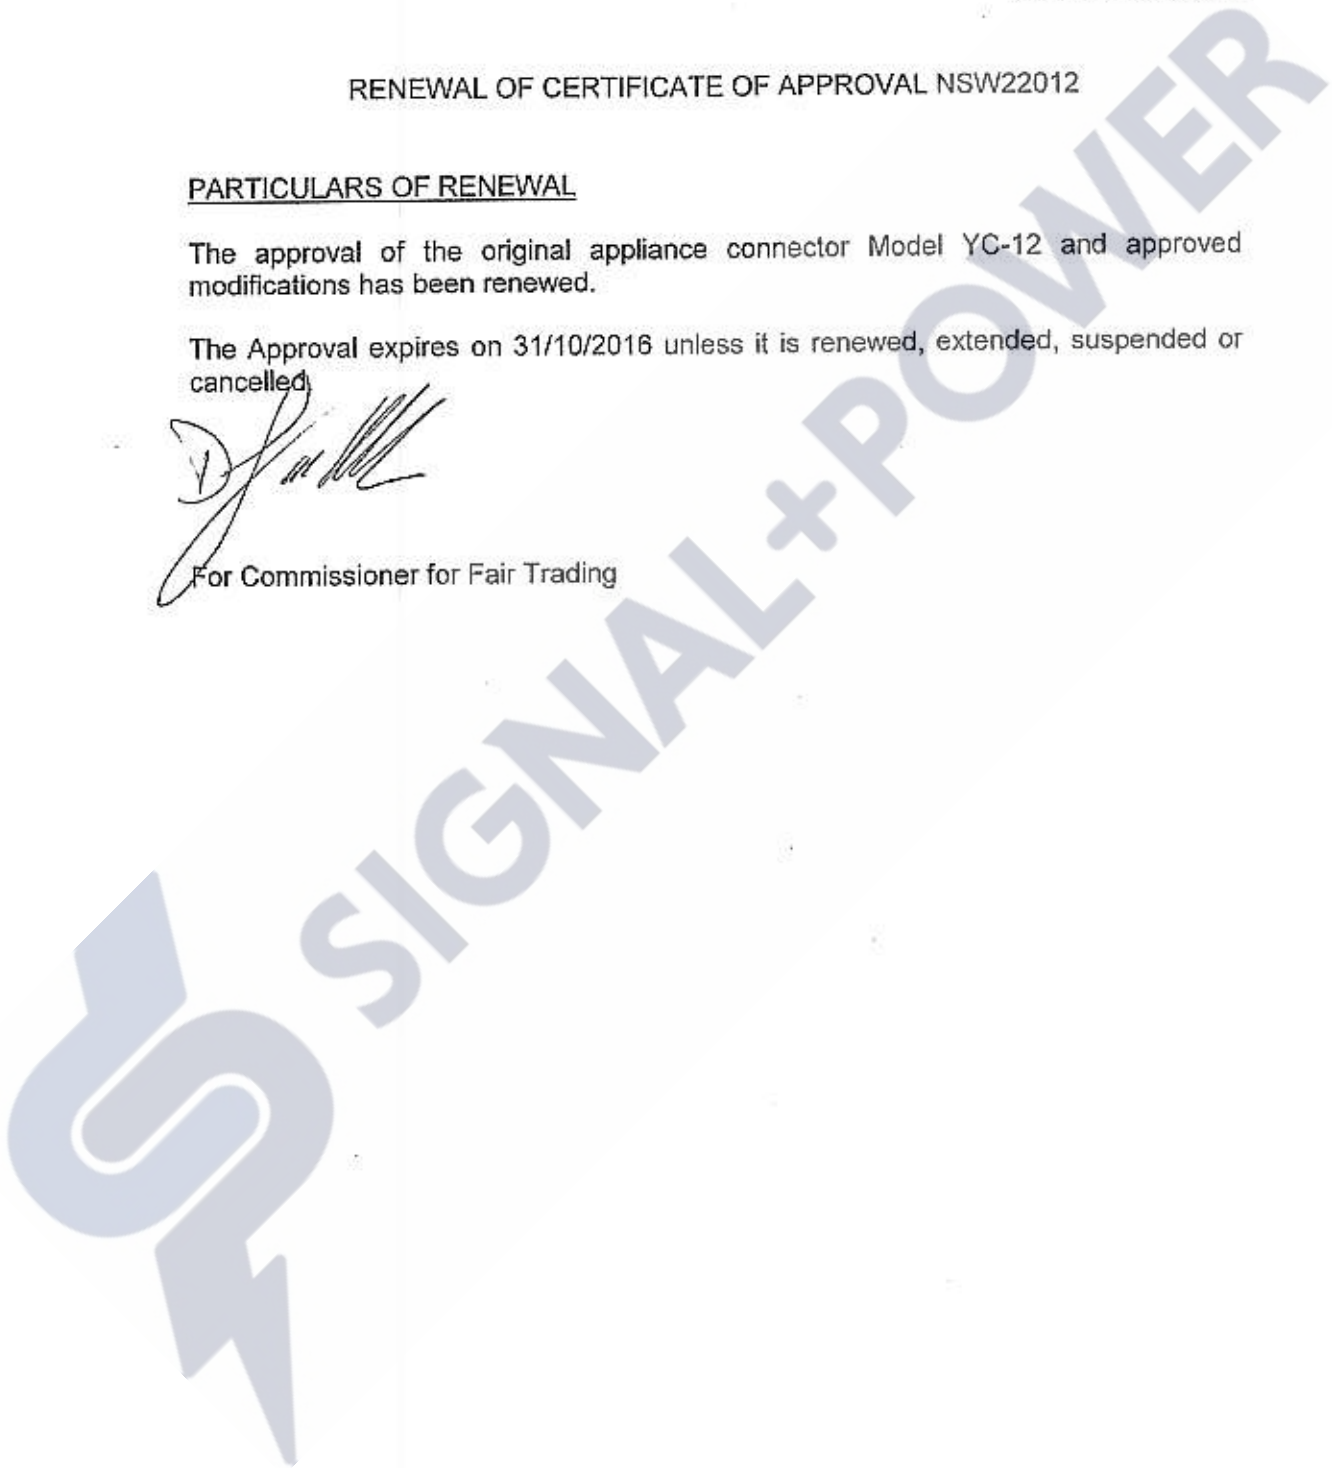 RENEWAL OF CERTIFICATE OF APPROVAL NSW22012
PARTICULARS OF RENEWAL
The approval of the original appliance connector Model YC-12 and approved
modifications has been renewed.
The Approval expires on 31/10/2016 unless it is renewed, extended, suspended or
cancelled
For Commissioner for Fair Trading
SIGNAL+POWER